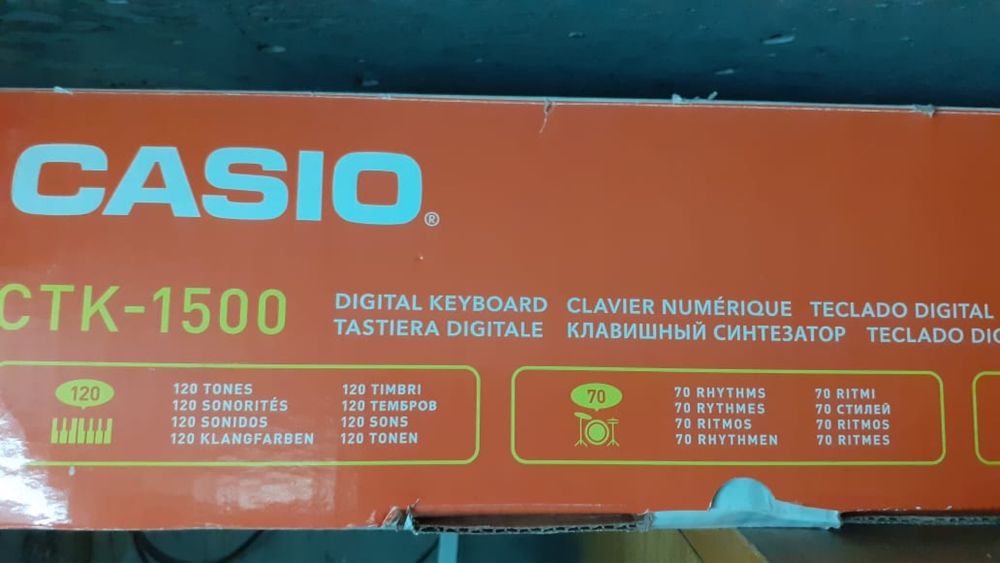 CASIO®
CTK-1500
DIGITAL KEYBOARD CLAVIER NUMÉRIQUE TECLADO DIGITAL
TASTIERA DIGITALE КЛАВИШНЫЙ СИНТЕЗАТОР TECLADO DIG
120
120 TONES
120 SONORITÉS
120 SONIDOS
120 KLANGFARBEN
120 TIMBRI
120 ТЕМБРОВ
120 SONS
120 TONEN
70
70 RHYTHMS
70 RYTHMES
70 RITMOS
70 RHYTHMEN
70 RITMI
70 СТИЛЕЙ
70 RITMOS
70 RITMES